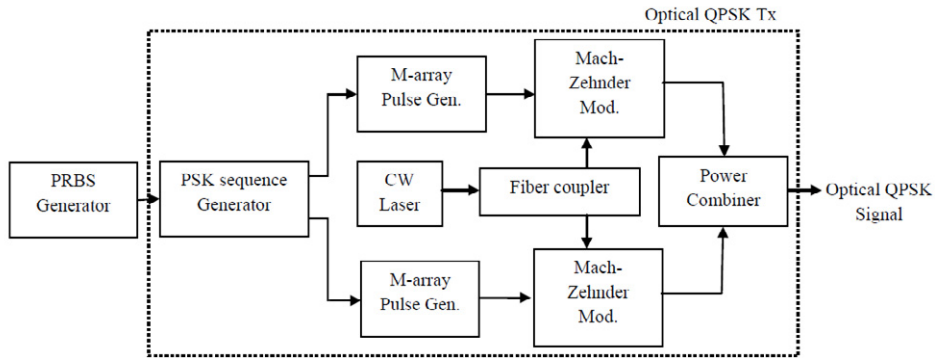 Optical QPSK Tx
M-array
Pulse Gen.
Mach-
Zehnder
Mod.
PRBS
Generator
PSK sequence
Generator
CW
Laser
Fiber coupler
Power
Combiner
Optical QPSK
Signal
M-array
Pulse Gen.
Mach-
Zehnder
Mod.